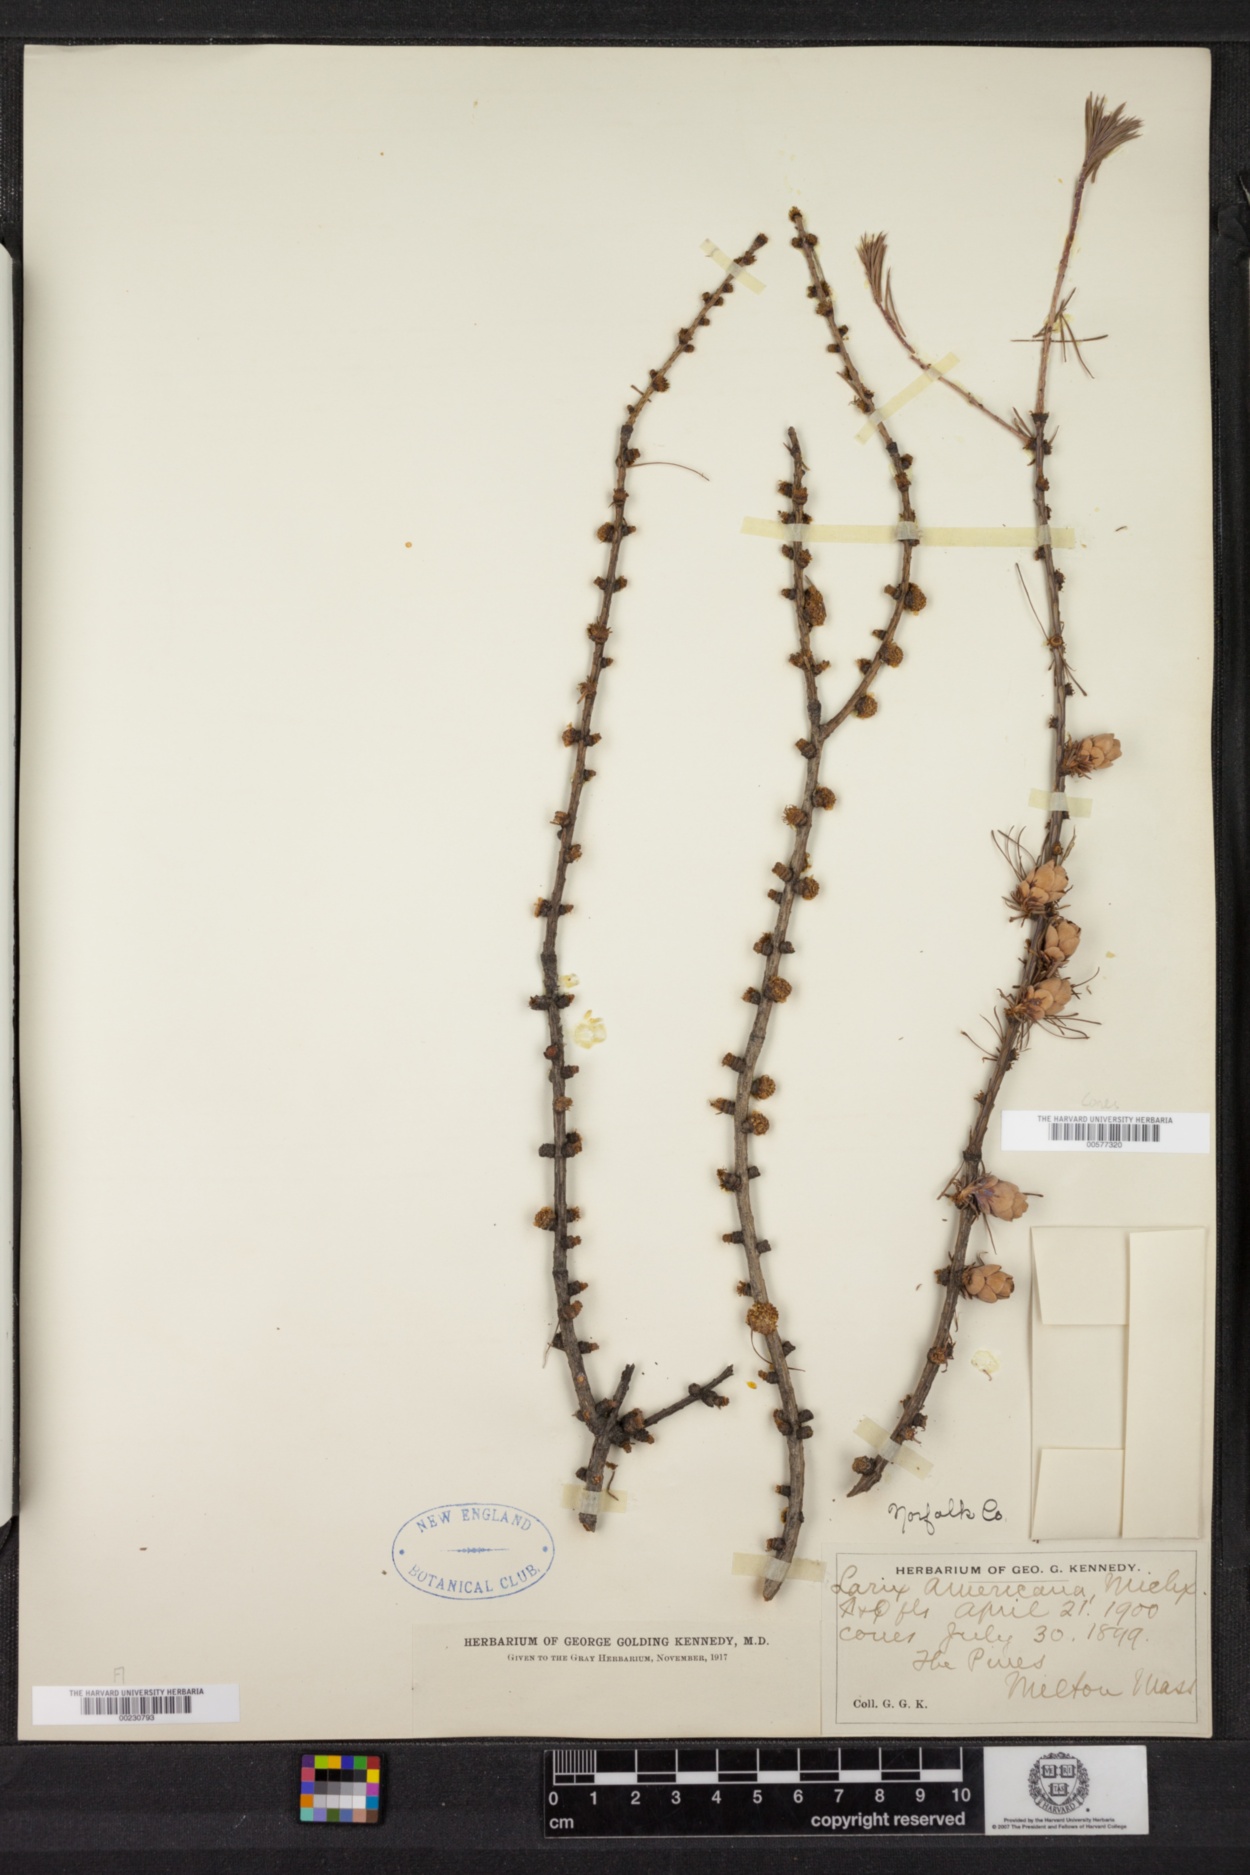 Cones
THE HARVARD UNIVERSITY HERBARIA
00577320
Norfolk Co.
NEW ENGLAND
BOTANICAL CLUB.
HERBARIUM OF GEO. G. KENNEDY.
Larix Americana, Michx.
fls April 21. 1900
cones July 30. 1899.
The Pines
Milton Mass
Coll. G. G. K.
HERBARIUM OF GEORGE GOLDING KENNEDY, M.D.
GIVEN TO THE GRAY HERBARIUM, NOVEMBER, 1917
Fl
THE HARVARD UNIVERSITY HERBARIA
00230793
0 1 2 3 4 5 6 7 8 9 10
cm
copyright reserved
HARVARD
Provided by the Harvard University Herbaria
© 2007 The President and Fellows of Harvard College